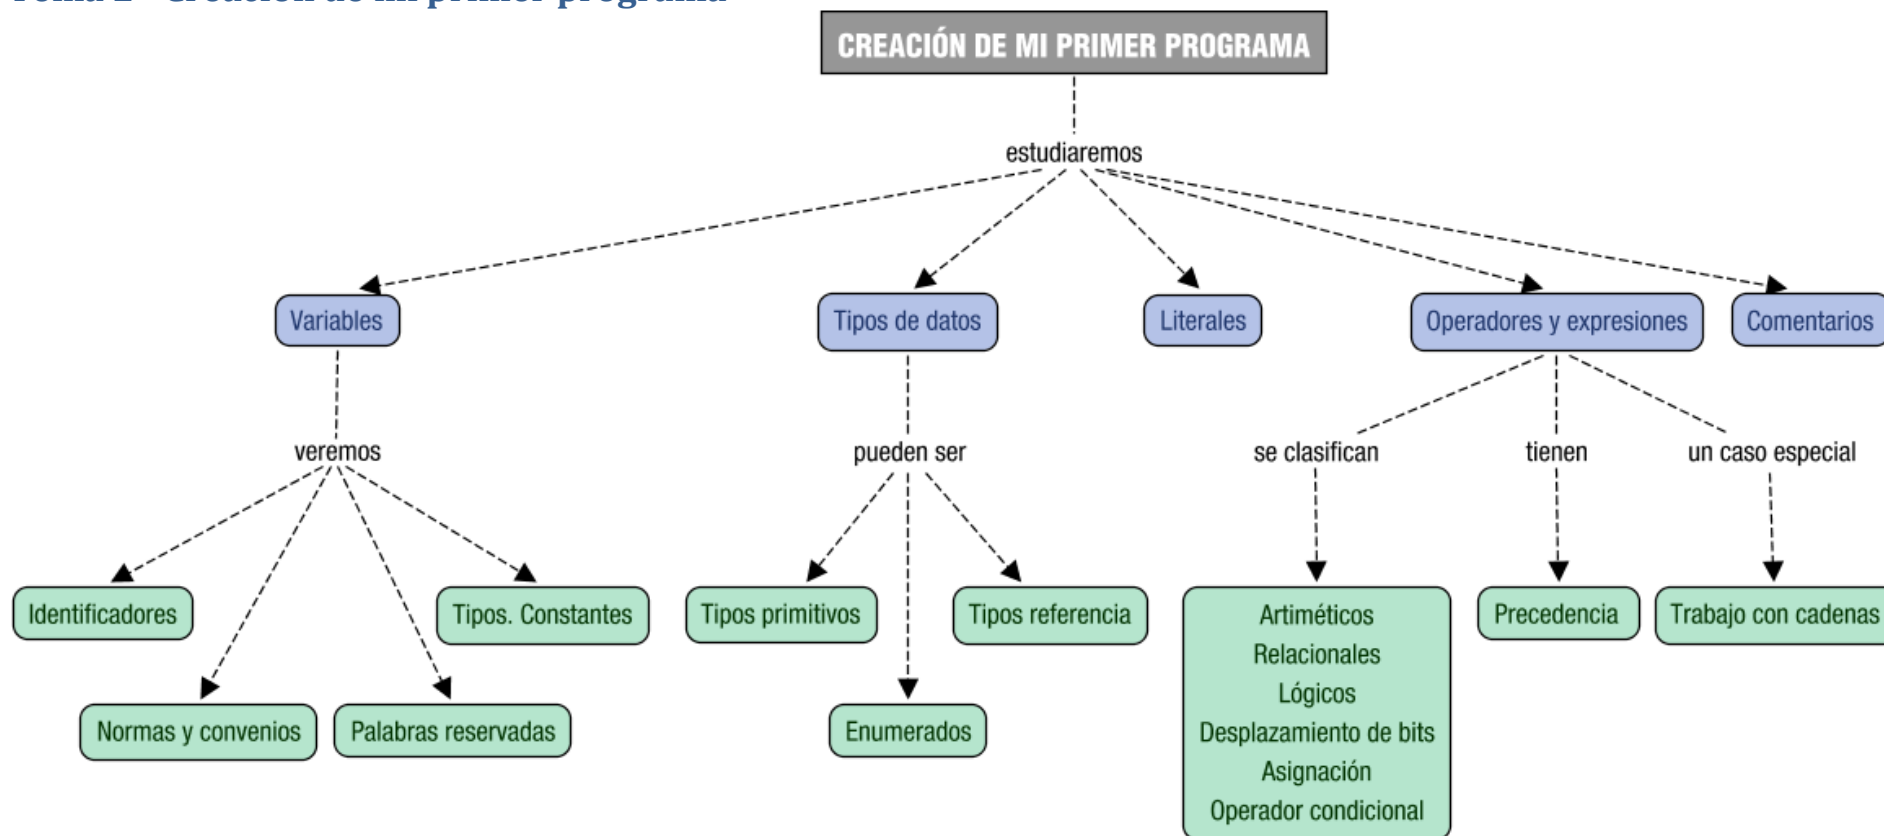 CREACIÓN DE MI PRIMER PROGRAMA
estudiaremos
Variables
Tipos de datos
Literales
Operadores y expresiones
Comentarios
veremos
pueden ser
se clasifican
tienen
un caso especial
Identificadores
Tipos. Constantes
Tipos primitivos
Tipos referencia
Artiméticos
Relacionales
Lógicos
Desplazamiento de bits
Asignación
Operador condicional
Precedencia
Trabajo con cadenas
Normas y convenios
Palabras reservadas
Enumerados